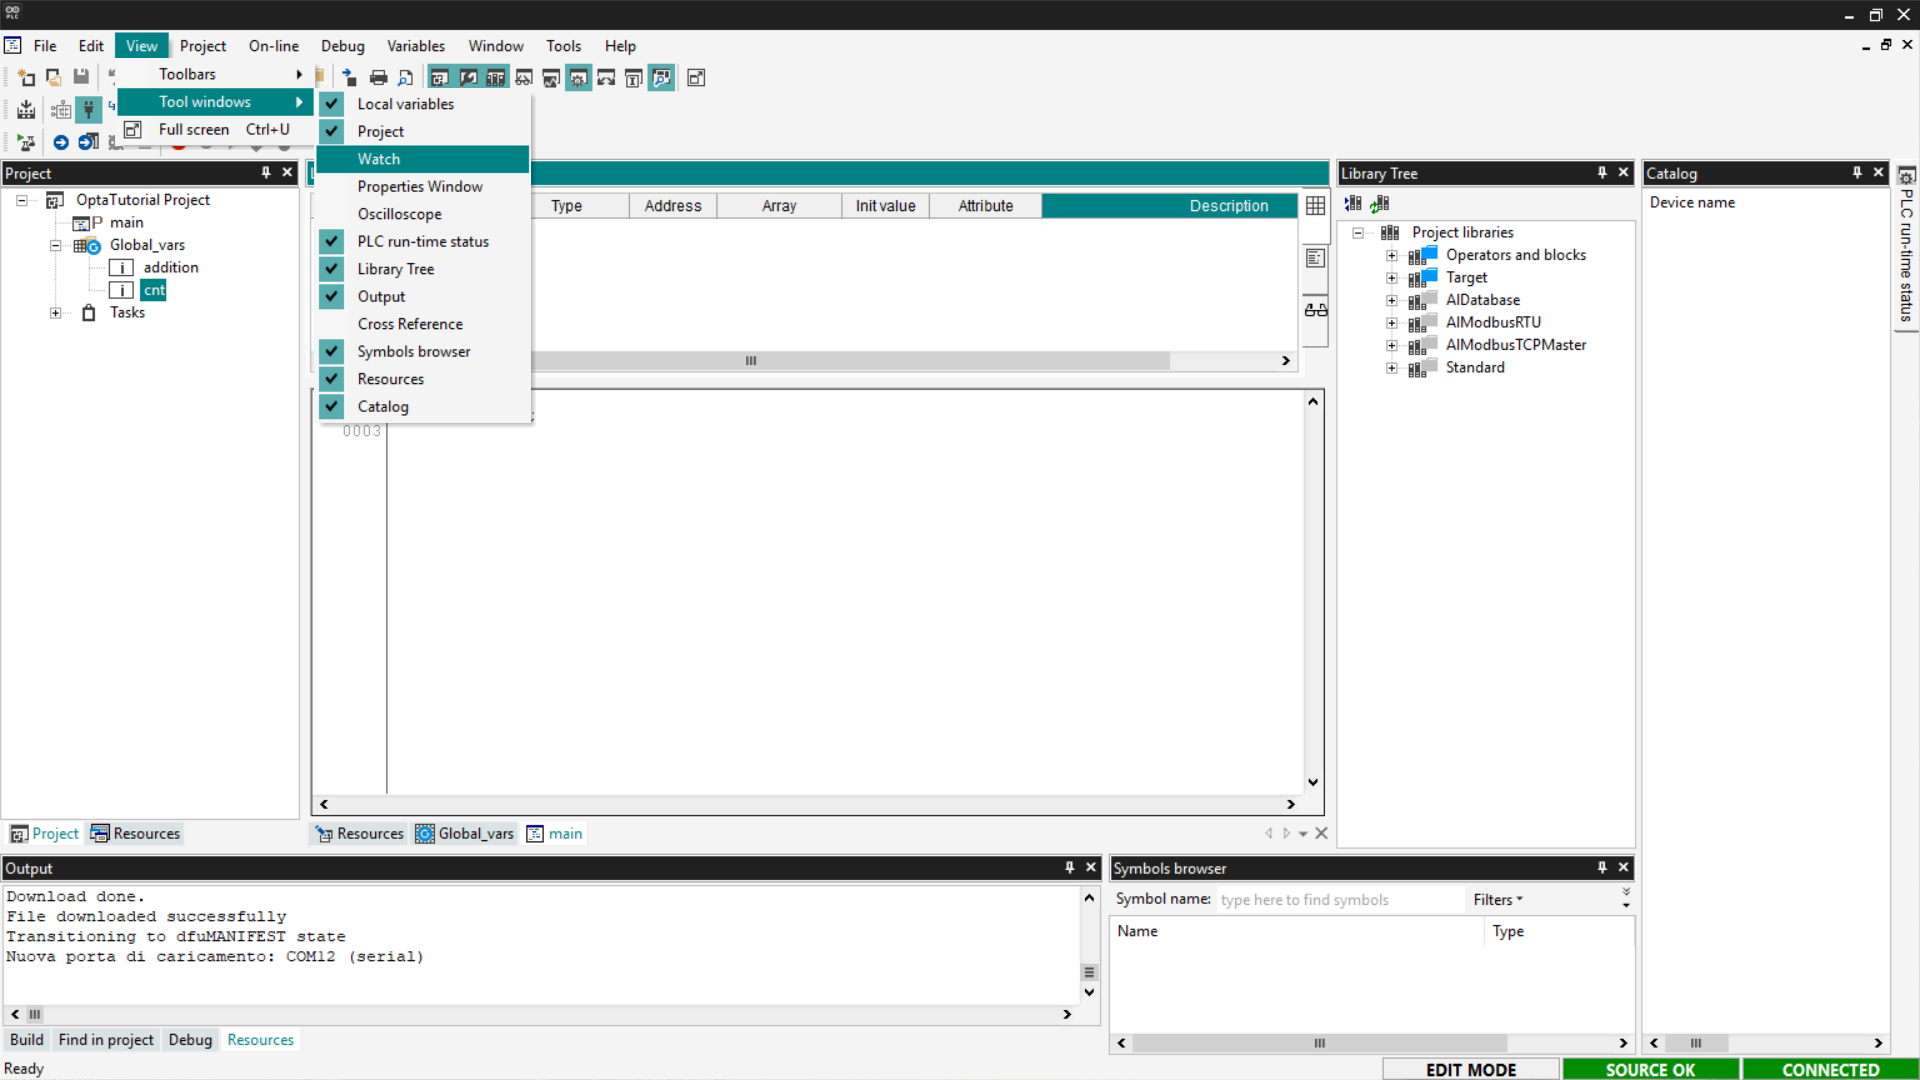 PLC
File Edit View Project On-line Debug Variables Window Tools Help
Toolbars
Tool windows
Full screen Ctrl+U
Local variables
Project
Watch
Properties Window
Oscilloscope
PLC run-time status
Library Tree
Output
Cross Reference
Symbols browser
Resources
Catalog
Project
OptaTutorial Project
main
Global_vars
addition
cnt
Tasks
Project Resources
Type Address Array Init value Attribute Description
0003
Resources Global_vars main
Library Tree
Project libraries
Operators and blocks
Target
AIDatabase
AIModbusRTU
AIModbusTCPMaster
Standard
Catalog
Device name
PLC run-time status
Output
Download done.
File downloaded successfully
Transitioning to dfuMANIFEST state
Nuova porta di caricamento: COM12 (serial)
Build Find in project Debug Resources
Symbols browser
Symbol name: type here to find symbols Filters
Name Type
Ready
EDIT MODE SOURCE OK CONNECTED